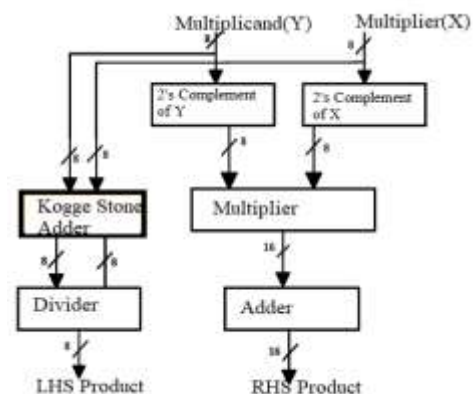 Multiplicand(Y) Multiplier(X)
8 8
2's Complement
of Y
2's Complement
of X
8 8 8 8
Kogge Stone
Adder
Multiplier
8 8 16
Divider Adder
8 16
LHS Product RHS Product